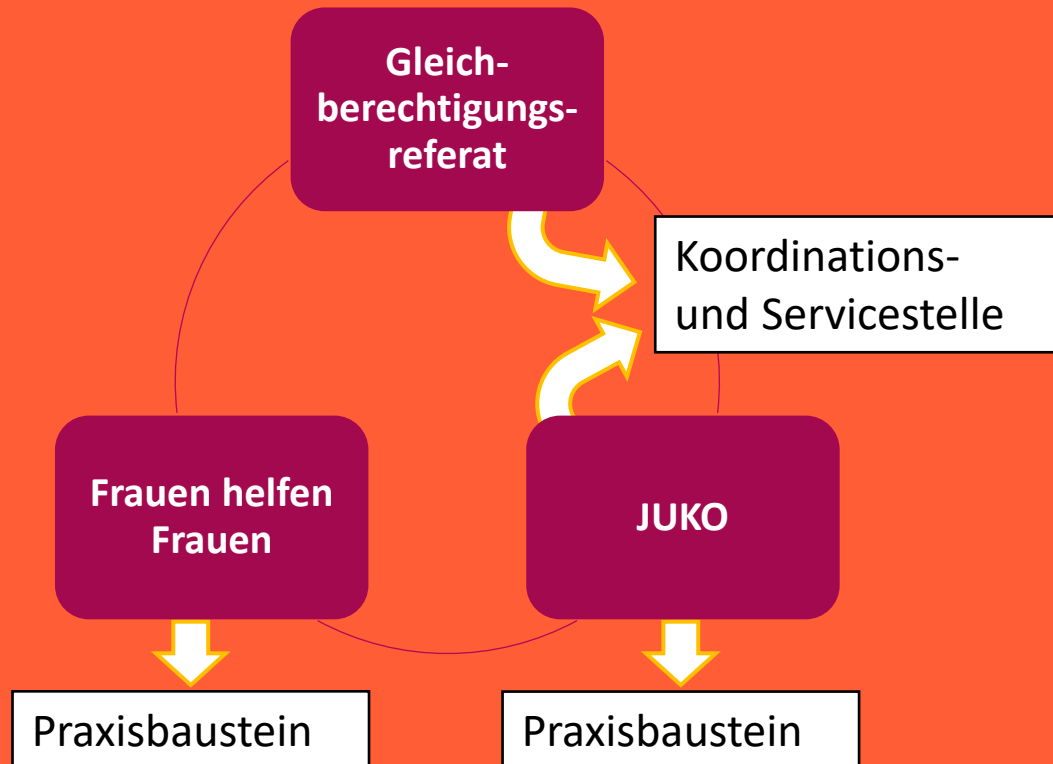 Gleich-
berechtigungs-
referat
Koordinations-
und Servicestelle
Frauen helfen
Frauen
JUKO
Praxisbaustein
Praxisbaustein